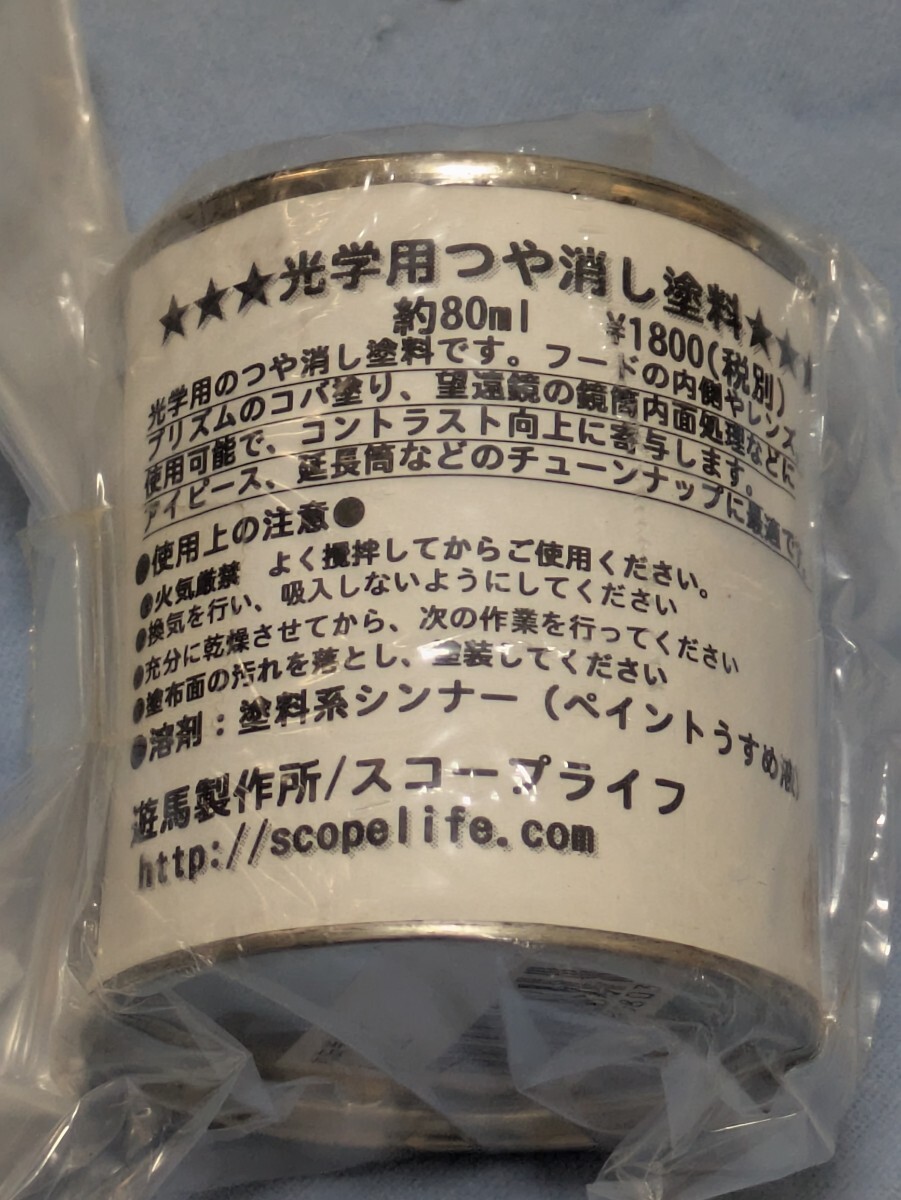 ★★★光学用つや消し塗料★★
約80ml ¥1800(税別)
光学用のつや消し塗料です。フードの内側やレンズ、
プリズムのコバ塗り、望遠鏡の鏡筒内面処理などに
使用可能で、コントラスト向上に寄与します。
アイピース、延長筒などのチューンナップに最適です。
●使用上の注意●
●火気厳禁 よく攪拌してからご使用ください。
●換気を行い、吸入しないようにしてください
●充分に乾燥させてから、次の作業を行ってください
●塗布面の汚れを落とし、塗装してください
●溶剤：塗料系シンナー（ペイントうすめ液）
遊馬製作所/スコープライフ
http://scopelife.com